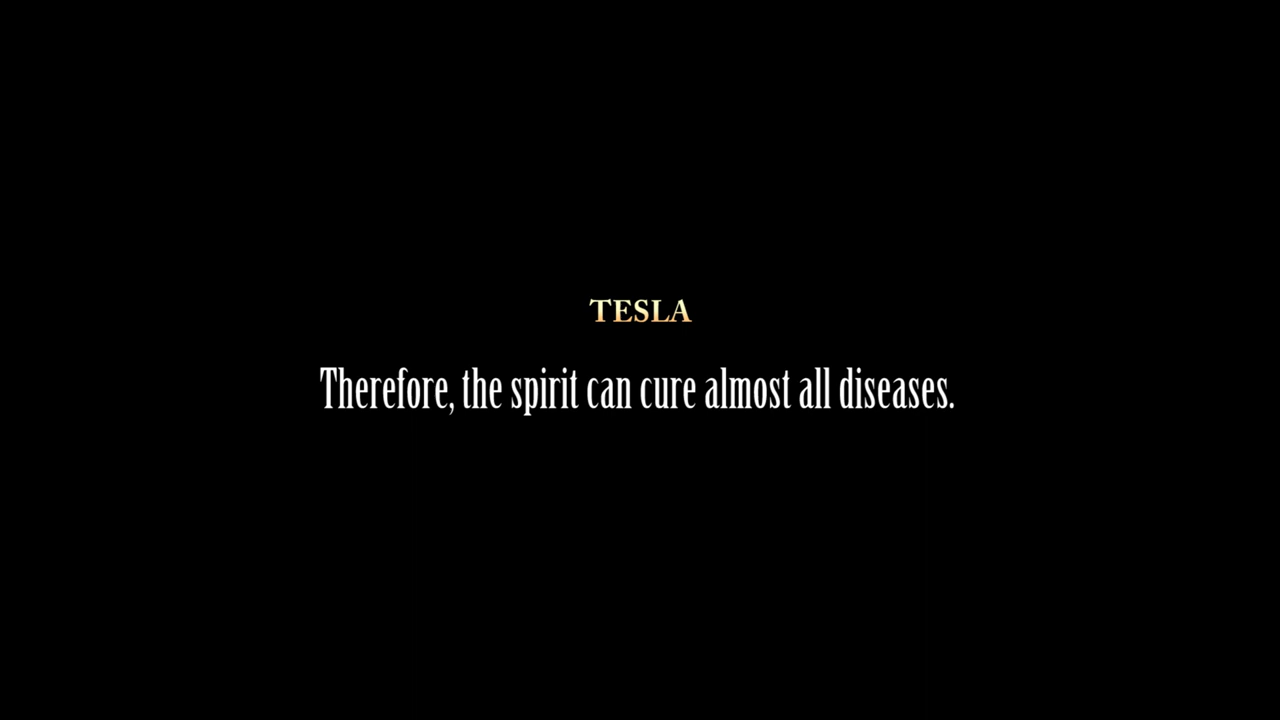 TESLA
Therefore, the spirit can cure almost all diseases.